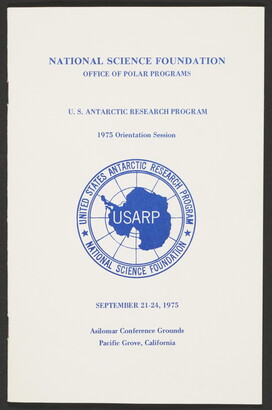 NATIONAL SCIENCE FOUNDATION
OFFICE OF POLAR PROGRAMS
U. S. ANTARCTIC RESEARCH PROGRAM
1975 Orientation Session
UNITED STATES ANTARCTIC RESEARCH PROGRAM
USARP
★ NATIONAL SCIENCE FOUNDATION ★
SEPTEMBER 21-24, 1975
Asilomar Conference Grounds
Pacific Grove, California